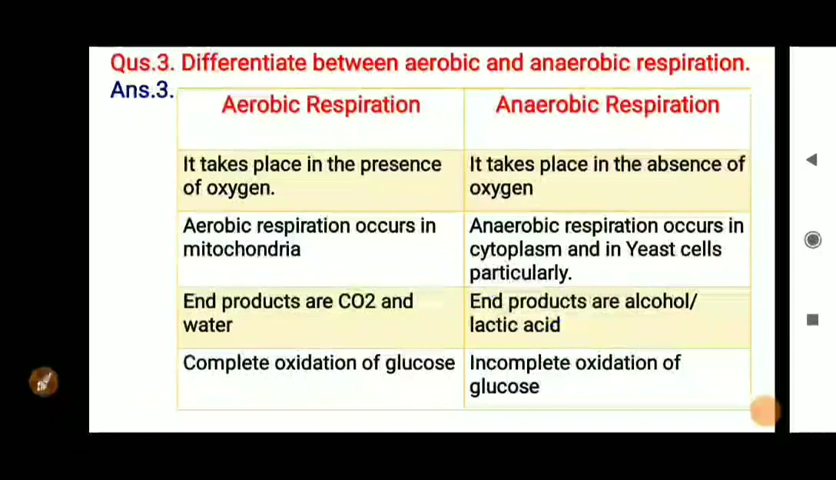 Qus.3. Differentiate between aerobic and anaerobic respiration.
Ans.3.
Aerobic Respiration
Anaerobic Respiration
It takes place in the presence
of oxygen.
It takes place in the absence of
oxygen
Aerobic respiration occurs in
mitochondria
Anaerobic respiration occurs in
cytoplasm and in Yeast cells
particularly.
End products are CO2 and
water
End products are alcohol/
lactic acid
Complete oxidation of glucose
Incomplete oxidation of
glucose